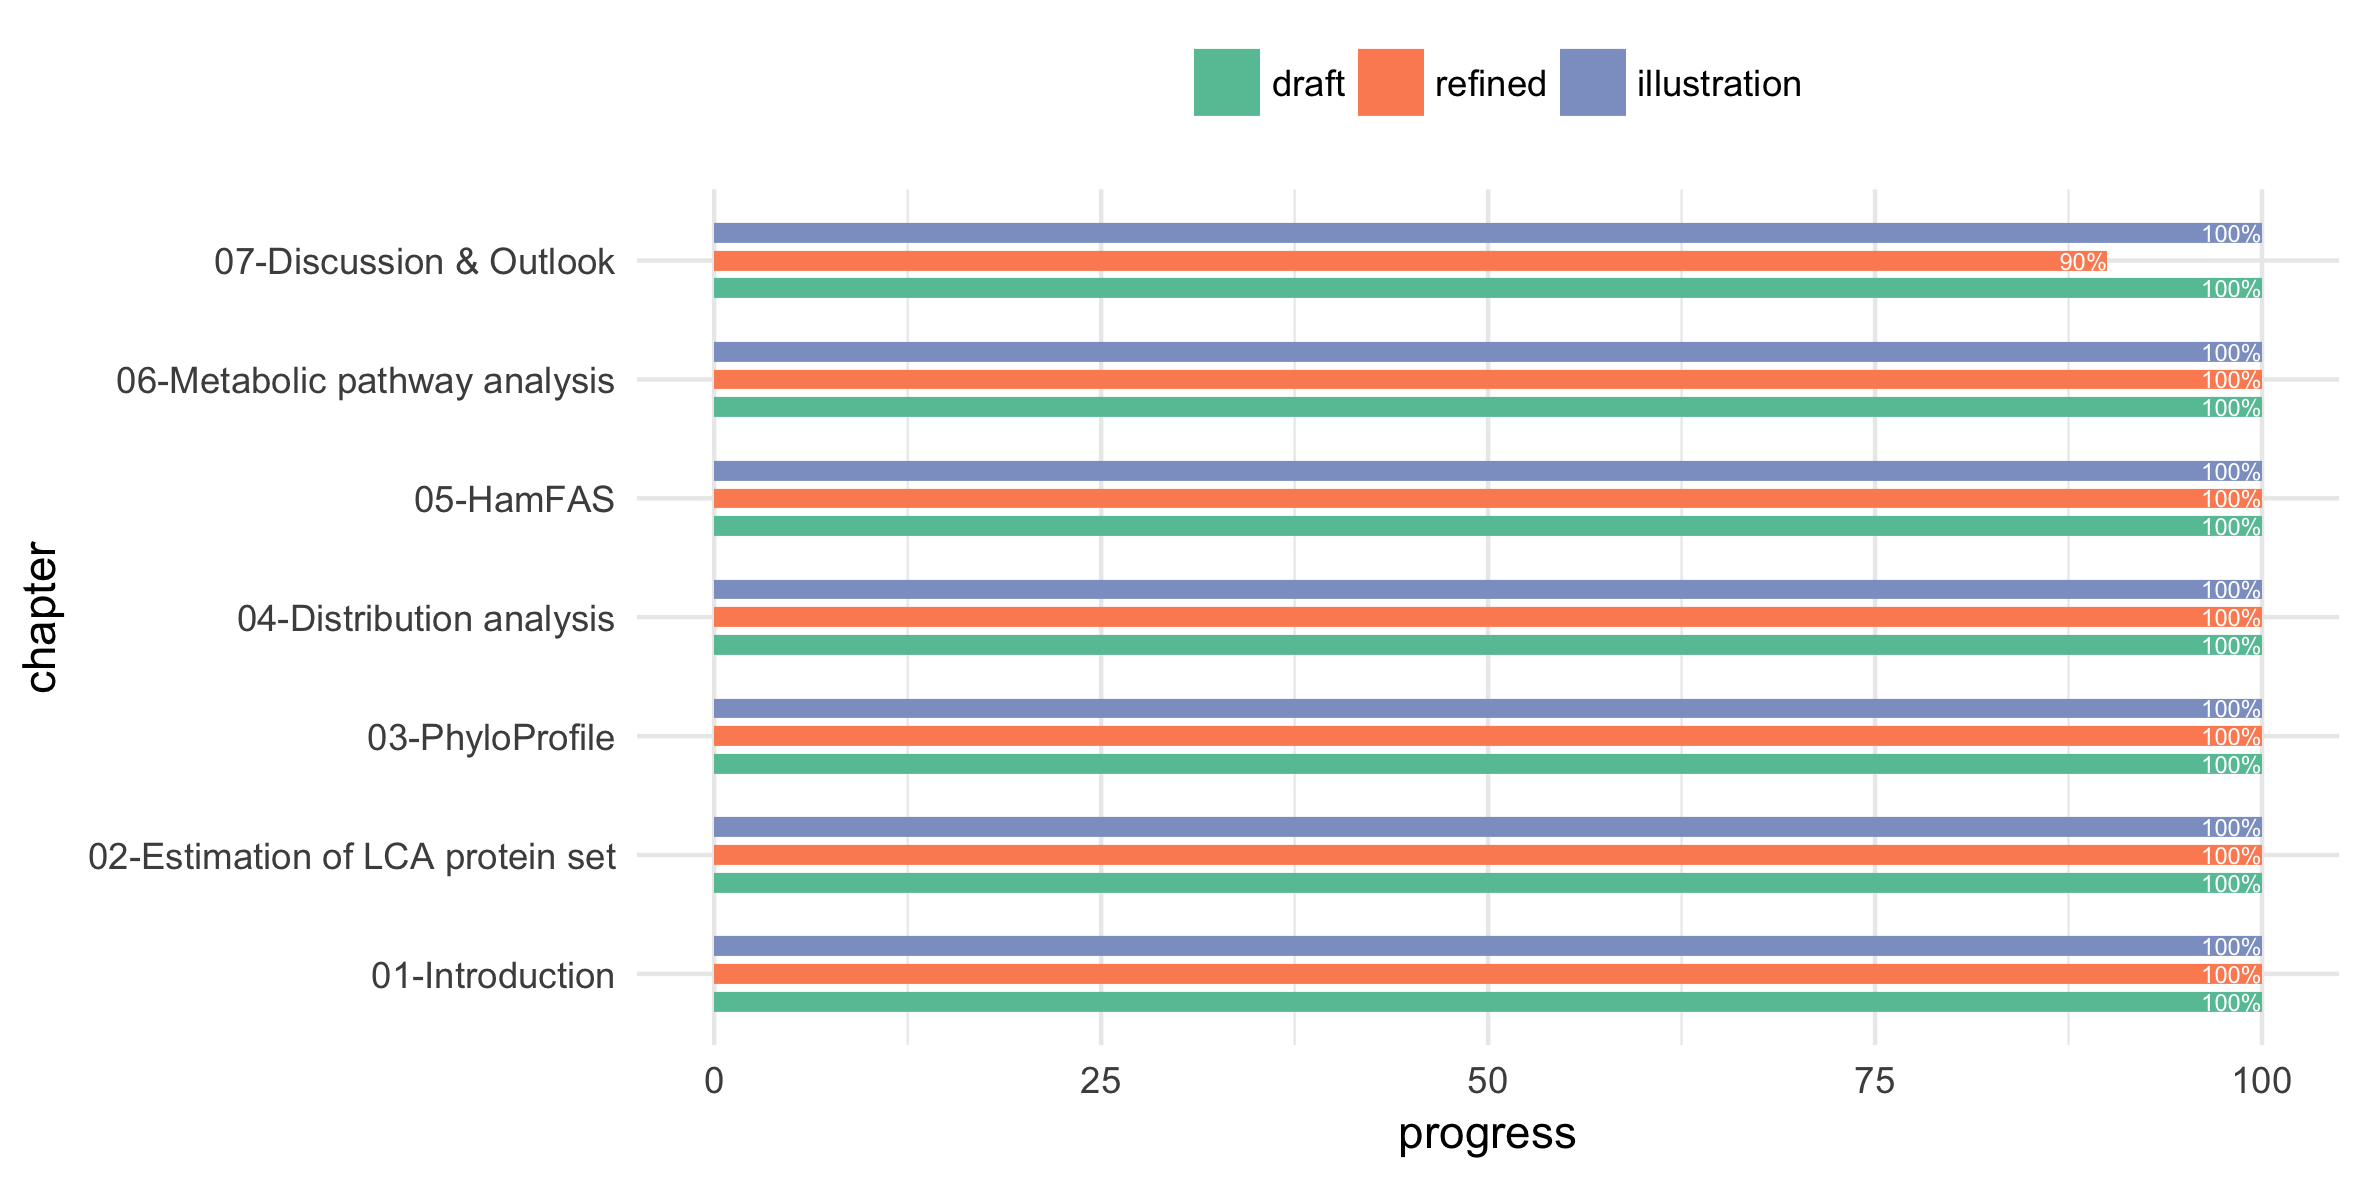 draft refined illustration
07-Discussion & Outlook
100%
90%
100%
06-Metabolic pathway analysis
100%
100%
100%
05-HamFAS
100%
100%
100%
04-Distribution analysis
100%
100%
100%
03-PhyloProfile
100%
100%
100%
02-Estimation of LCA protein set
100%
100%
100%
01-Introduction
100%
100%
100%
chapter
0 25 50 75 100
progress